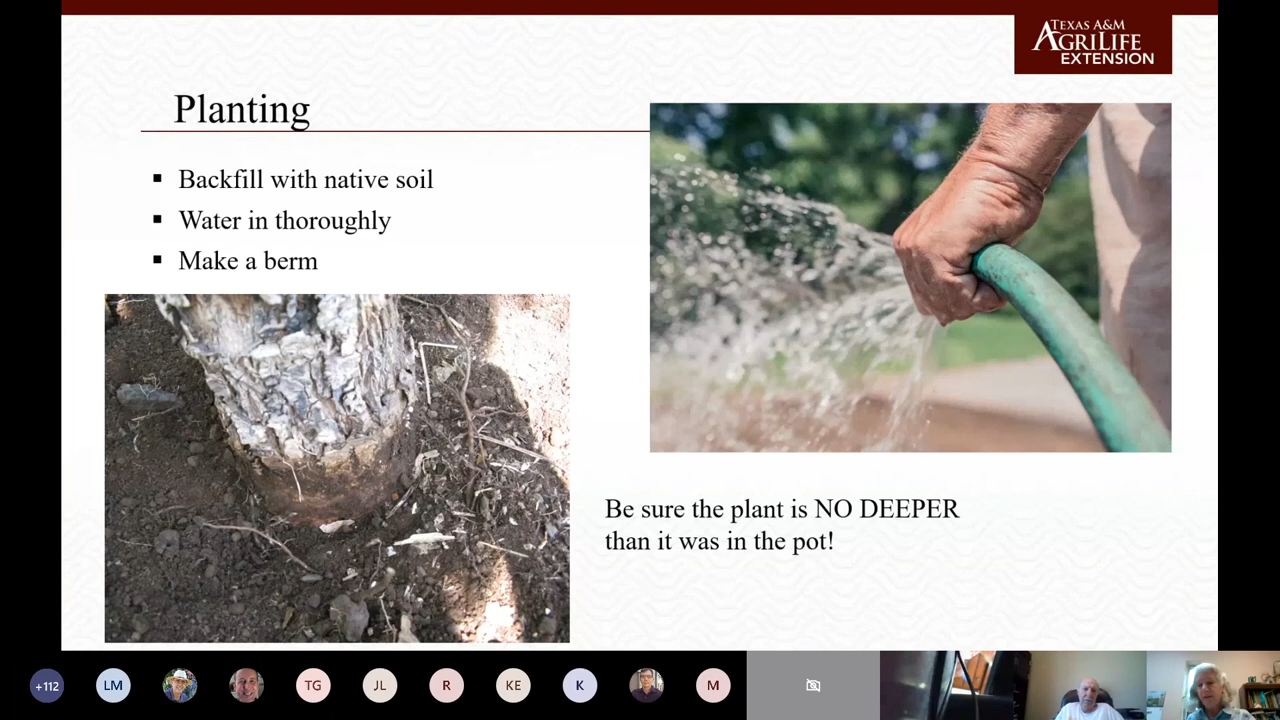 TEXAS A&M
AGRILIFE
EXTENSION
Planting
▪ Backfill with native soil
▪ Water in thoroughly
▪ Make a berm
Be sure the plant is NO DEEPER
than it was in the pot!
+112 LM TG JL R KE K M